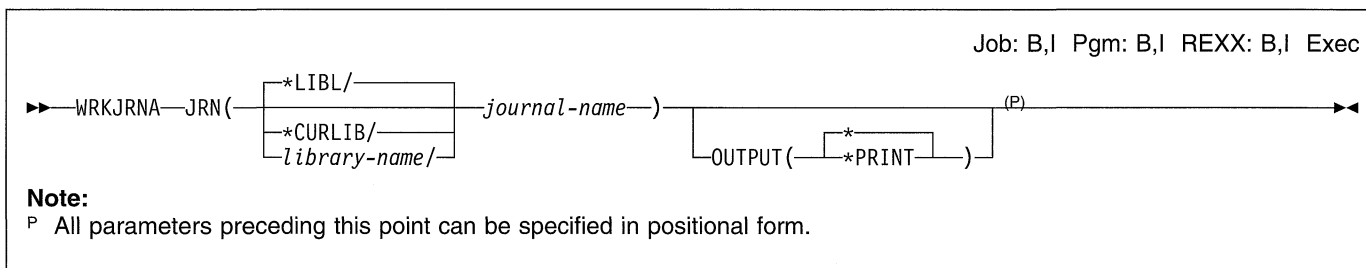 Job: B,I Pgm: B,I REXX: B,I Exec
*LIBL/
WRKJRNA JRN( journal-name )
*CURLIB/
library-name/
(P)
*
OUTPUT( *PRINT )
Note:
P All parameters preceding this point can be specified in positional form.